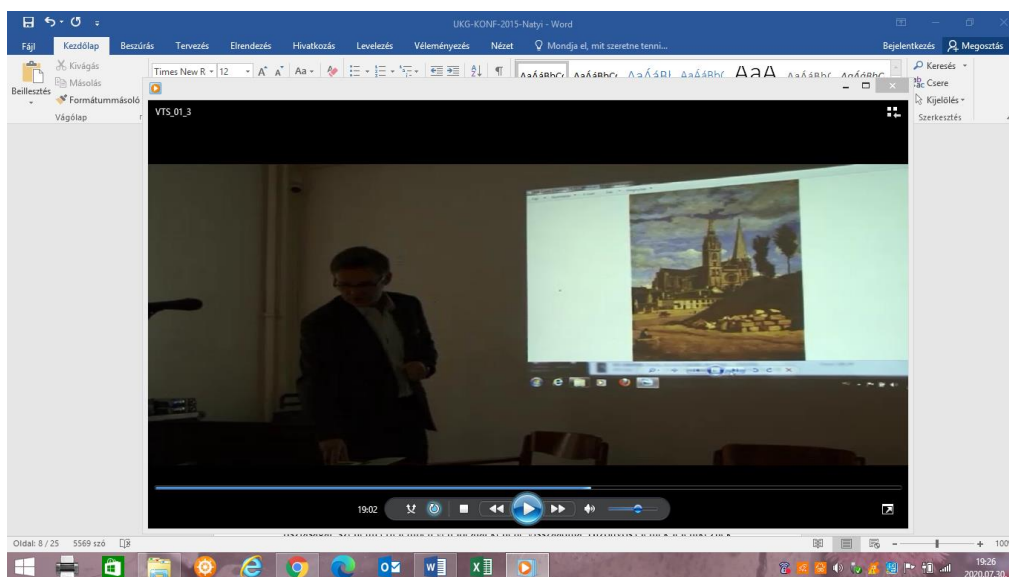 UKG-KONF-2015-Natyi - Word
Fájl Kezdőlap Beszúrás Tervezés Elrendezés Hivatkozás Levelezés Véleményezés Nézet Mondja el, mit szeretne tenni... Bejelentkezés Megosztás
Kivágás
Másolás
Formátummásoló
Beillesztés
Vágólap
Times New R 12
Keresés
Csere
Kijelölés
Szerkesztés
VTS_01_3
19:02
Oldal: 8 / 25 5569 szó
100%
19:26
2020.07.30.